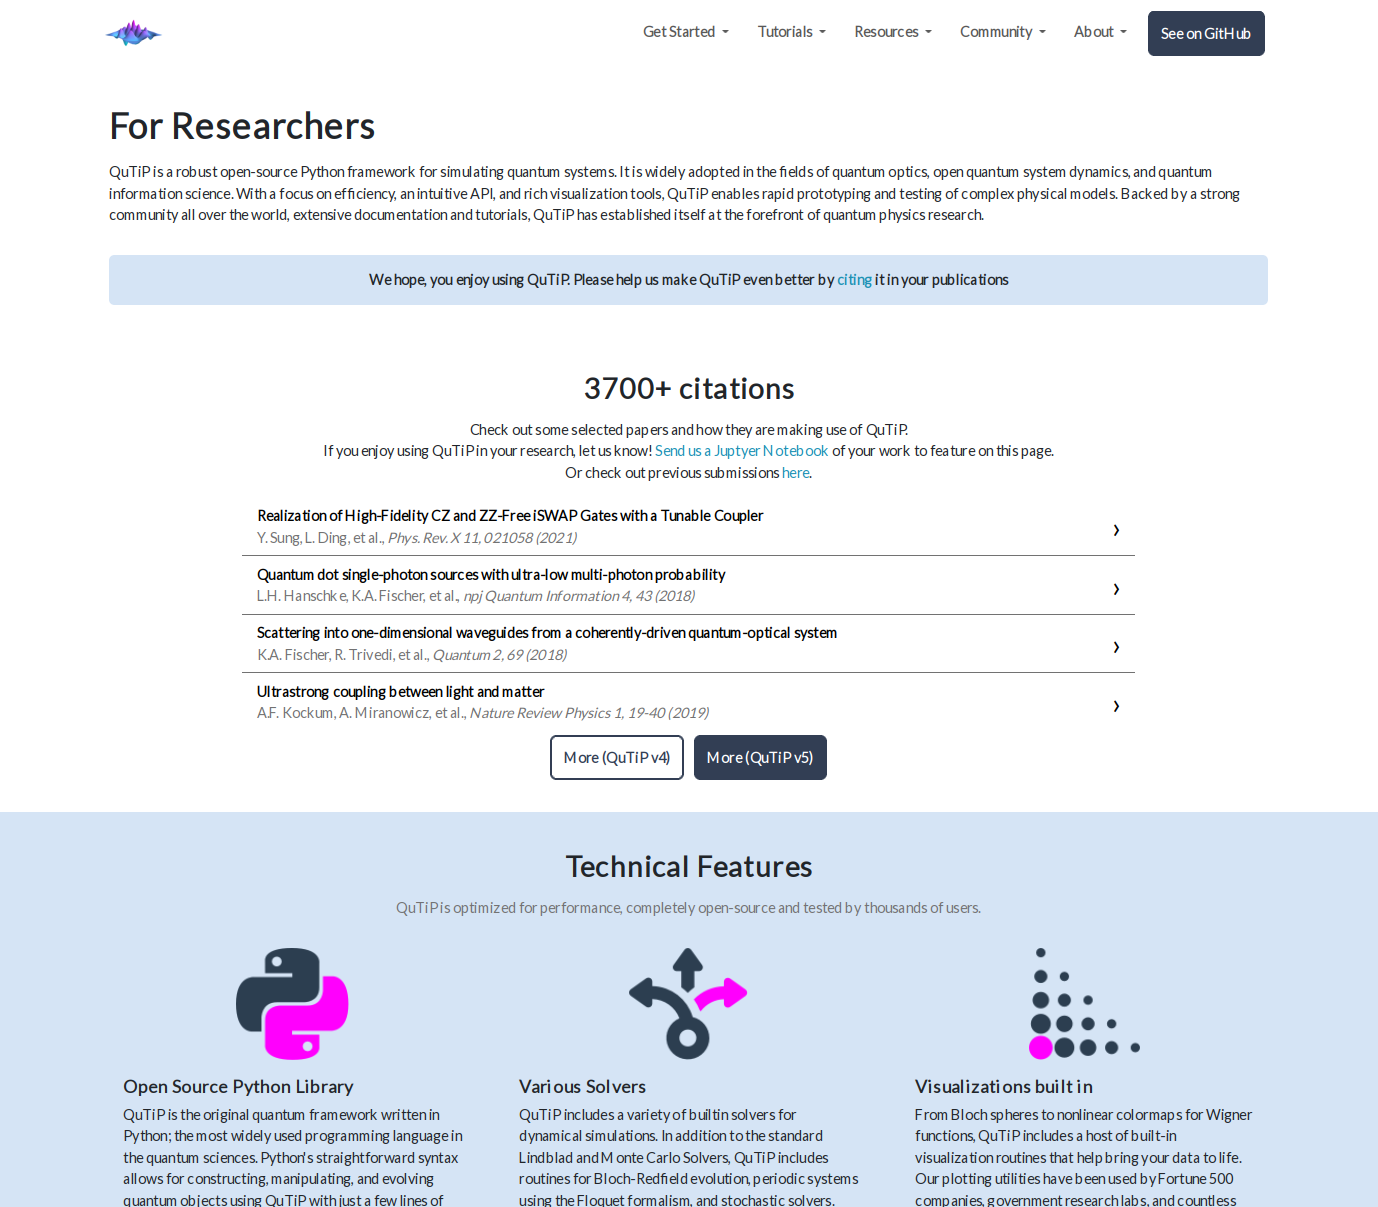 Get Started
Tutorials
Resources
Community
About
See on GitHub
For Researchers
QuTiP is a robust open-source Python framework for simulating quantum systems. It is widely adopted in the fields of quantum optics, open quantum system dynamics, and quantum
information science. With a focus on efficiency, an intuitive API, and rich visualization tools, QuTiP enables rapid prototyping and testing of complex physical models. Backed by a strong
community all over the world, extensive documentation and tutorials, QuTiP has established itself at the forefront of quantum physics research.
We hope, you enjoy using QuTiP. Please help us make QuTiP even better by citing it in your publications
3700+ citations
Check out some selected papers and how they are making use of QuTiP.
If you enjoy using QuTiP in your research, let us know! Send us a Juptyer Notebook of your work to feature on this page.
Or check out previous submissions here.
Realization of High-Fidelity CZ and ZZ-Free iSWAP Gates with a Tunable Coupler
Y. Sung, L. Ding, et al., Phys. Rev. X 11, 021058 (2021)
Quantum dot single-photon sources with ultra-low multi-photon probability
L.H. Hanschke, K.A. Fischer, et al., npj Quantum Information 4, 43 (2018)
Scattering into one-dimensional waveguides from a coherently-driven quantum-optical system
K.A. Fischer, R. Trivedi, et al., Quantum 2, 69 (2018)
Ultrastrong coupling between light and matter
A.F. Kockum, A. Miranowicz, et al., Nature Review Physics 1, 19-40 (2019)
More (QuTiP v4)
More (QuTiP v5)
Technical Features
QuTiP is optimized for performance, completely open-source and tested by thousands of users.
Open Source Python Library
QuTiP is the original quantum framework written in
Python; the most widely used programming language in
the quantum sciences. Python's straightforward syntax
allows for constructing, manipulating, and evolving
quantum objects using QuTiP with just a few lines of
Various Solvers
QuTiP includes a variety of builtin solvers for
dynamical simulations. In addition to the standard
Lindblad and Monte Carlo Solvers, QuTiP includes
routines for Bloch-Redfield evolution, periodic systems
using the Floquet formalism, and stochastic solvers.
Visualizations built in
From Bloch spheres to nonlinear colormaps for Wigner
functions, QuTiP includes a host of built-in
visualization routines that help bring your data to life.
Our plotting utilities have been used by Fortune 500
companies, government research labs, and countless